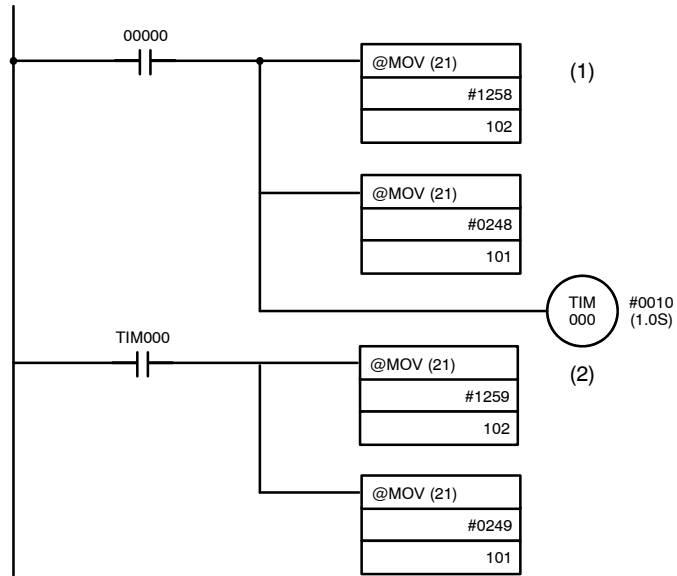 00000
@MOV (21)
(1)
#1258
102
@MOV (21)
#0248
101
TIM
000
#0010
(1.0S)
TIM000
@MOV (21)
(2)
#1259
102
@MOV (21)
#0249
101